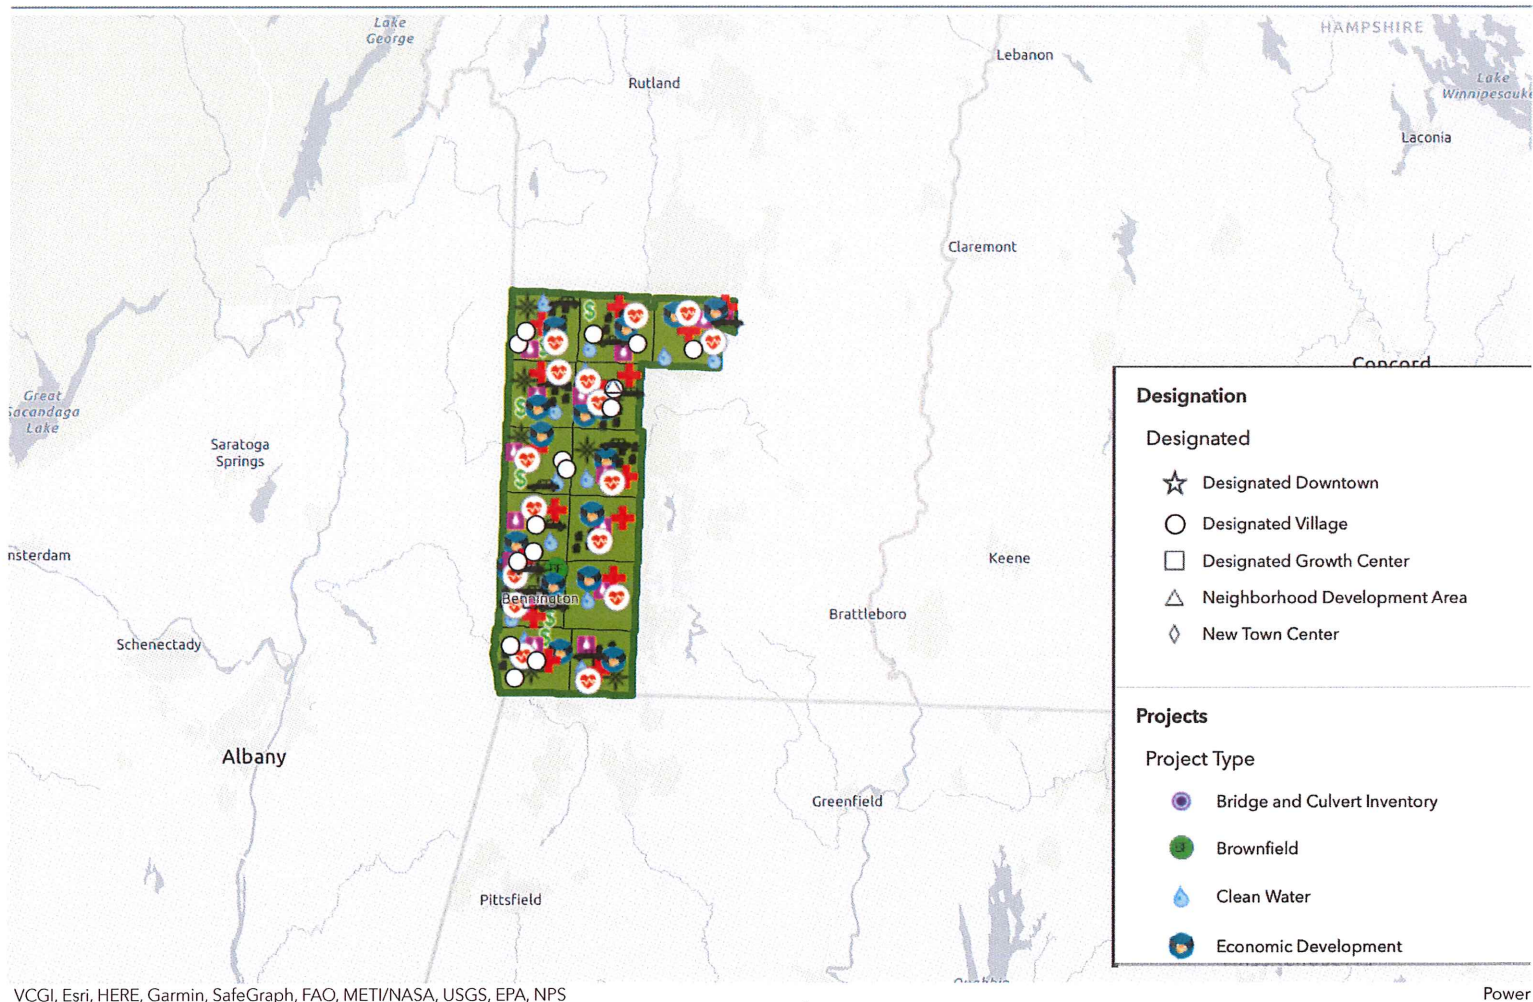 Lake
George
HAMPSHIRE
Lebanon
Rutland
Lake
Winnipesauke
Laconia
Claremont
Concord
Great
Sacandaga
Lake
Saratoga
Springs
nsterdam
Keene
Bennington
Brattleboro
Schenectady
Albany
Greenfield
Pittsfield
Designation
Designated
Designated Downtown
Designated Village
Designated Growth Center
Neighborhood Development Area
New Town Center
Projects
Project Type
Bridge and Culvert Inventory
BF
Brownfield
Clean Water
Economic Development
VCGI, Esri, HERE, Garmin, SafeGraph, FAO, METI/NASA, USGS, EPA, NPS
Power